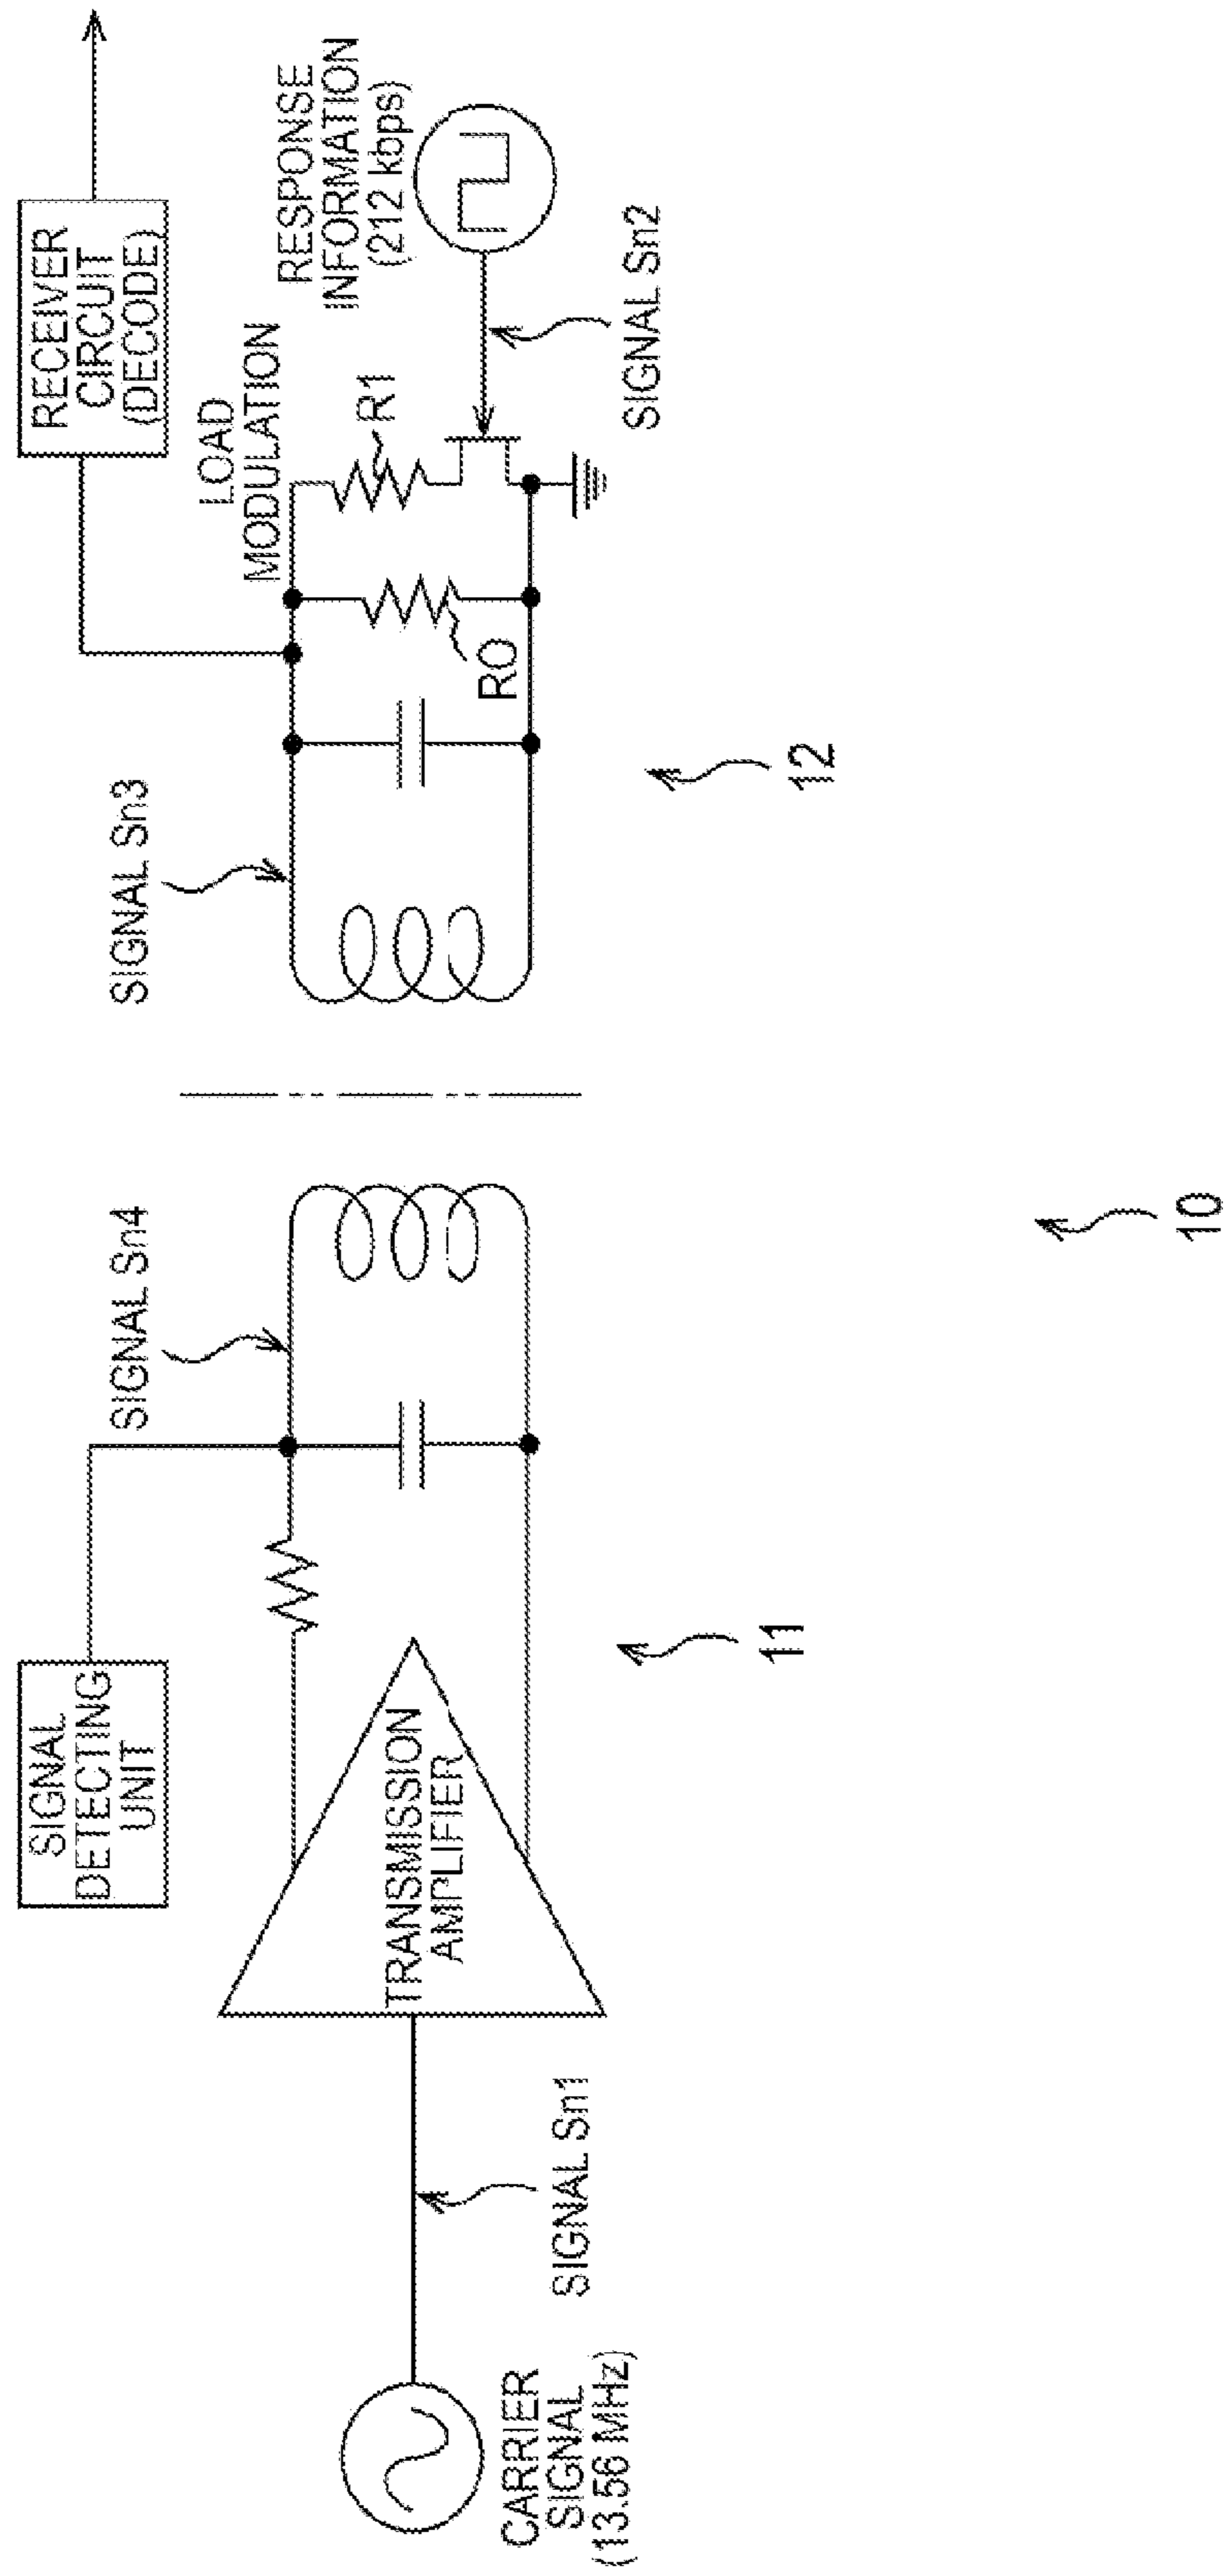 SIGNAL
DETECTING
UNIT
RECEIVER
CIRCUIT
(DECODE)
SIGNAL Sn4
SIGNAL Sn3
LOAD
MODULATION
RESPONSE
INFORMATION
(212 kbps)
TRANSMISSION
AMPLIFIER
R0
R1
CARRIER
SIGNAL
(13.56 MHz)
SIGNAL Sn1
SIGNAL Sn2
11
12
10